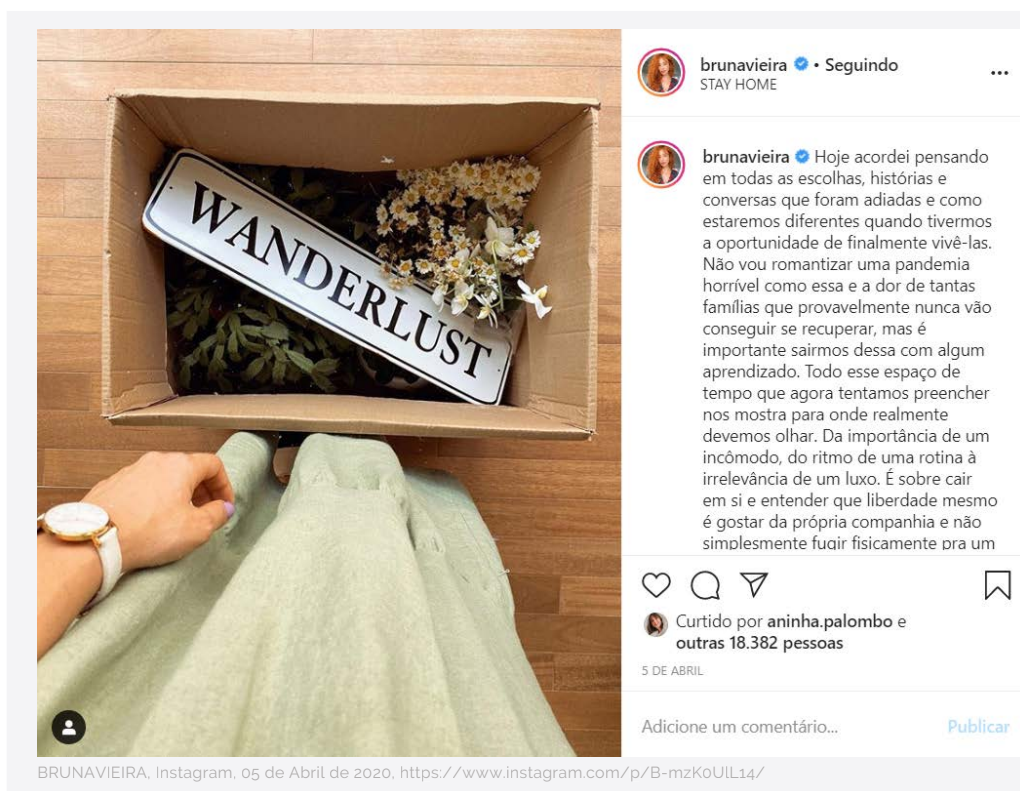 WANDERLUST
brunavieira • Seguindo
STAY HOME
...
brunavieira Hoje acordei pensando
em todas as escolhas, histórias e
conversas que foram adiadas e como
estaremos diferentes quando tivermos
a oportunidade de finalmente vivê-las.
Não vou romantizar uma pandemia
horrível como essa e a dor de tantas
famílias que provavelmente nunca vão
conseguir se recuperar, mas é
importante sairmos dessa com algum
aprendizado. Todo esse espaço de
tempo que agora tentamos preencher
nos mostra para onde realmente
devemos olhar. Da importância de um
incômodo, do ritmo de uma rotina à
irrelevância de um luxo. É sobre cair
em si e entender que liberdade mesmo
é gostar da própria companhia e não
simplesmente fugir fisicamente pra um
Curtido por aninha.palombo e
outras 18.382 pessoas
5 DE ABRIL
Adicione um comentário... Publicar
BRUNAVIEIRA, Instagram, 05 de Abril de 2020, https://www.instagram.com/p/B-mzK0UlL14/